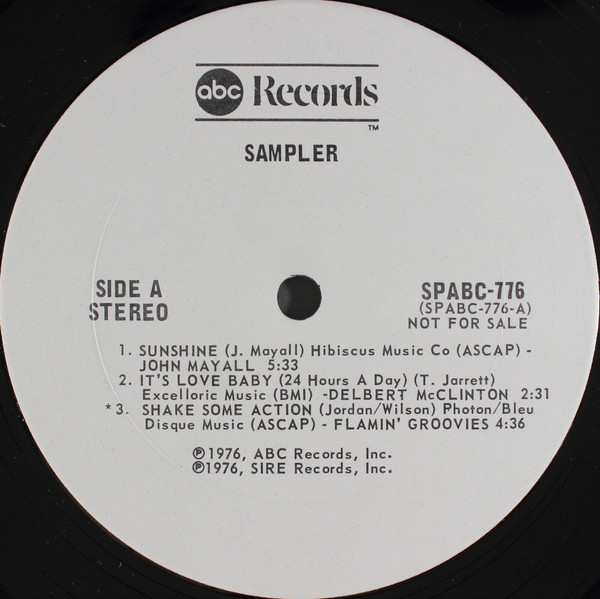 abc Records
TM
SAMPLER
SIDE A
STEREO
SPABC-776
(SPABC-776-A)
NOT FOR SALE
1. SUNSHINE (J. Mayall) Hibiscus Music Co (ASCAP) -
JOHN MAYALL 5:33
2. IT'S LOVE BABY (24 Hours A Day) (T. Jarrett)
Excelloric Music (BMI) -DELBERT McCLINTON 2:31
*3. SHAKE SOME ACTION (Jordan/Wilson) Photon/Bleu
Disque Music (ASCAP) - FLAMIN' GROOVIES 4:36
℗1976, ABC Records, Inc.
℗1976, SIRE Records, Inc.